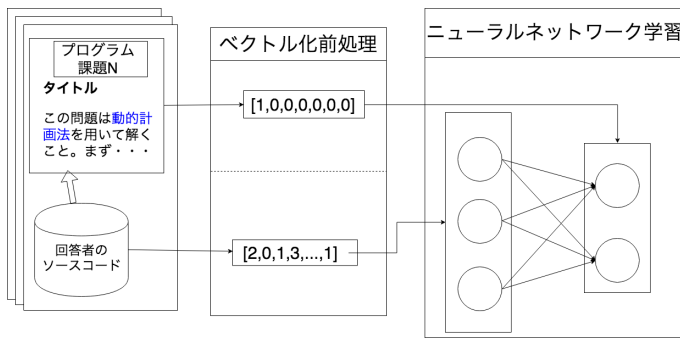 プログラム
課題N
タイトル
この問題は動的計
画法を用いて解く
こと。まず・・・
回答者の
ソースコード
ベクトル化前処理
[1,0,0,0,0,0,0]
[2,0,1,3,...,1]
ニューラルネットワーク学習